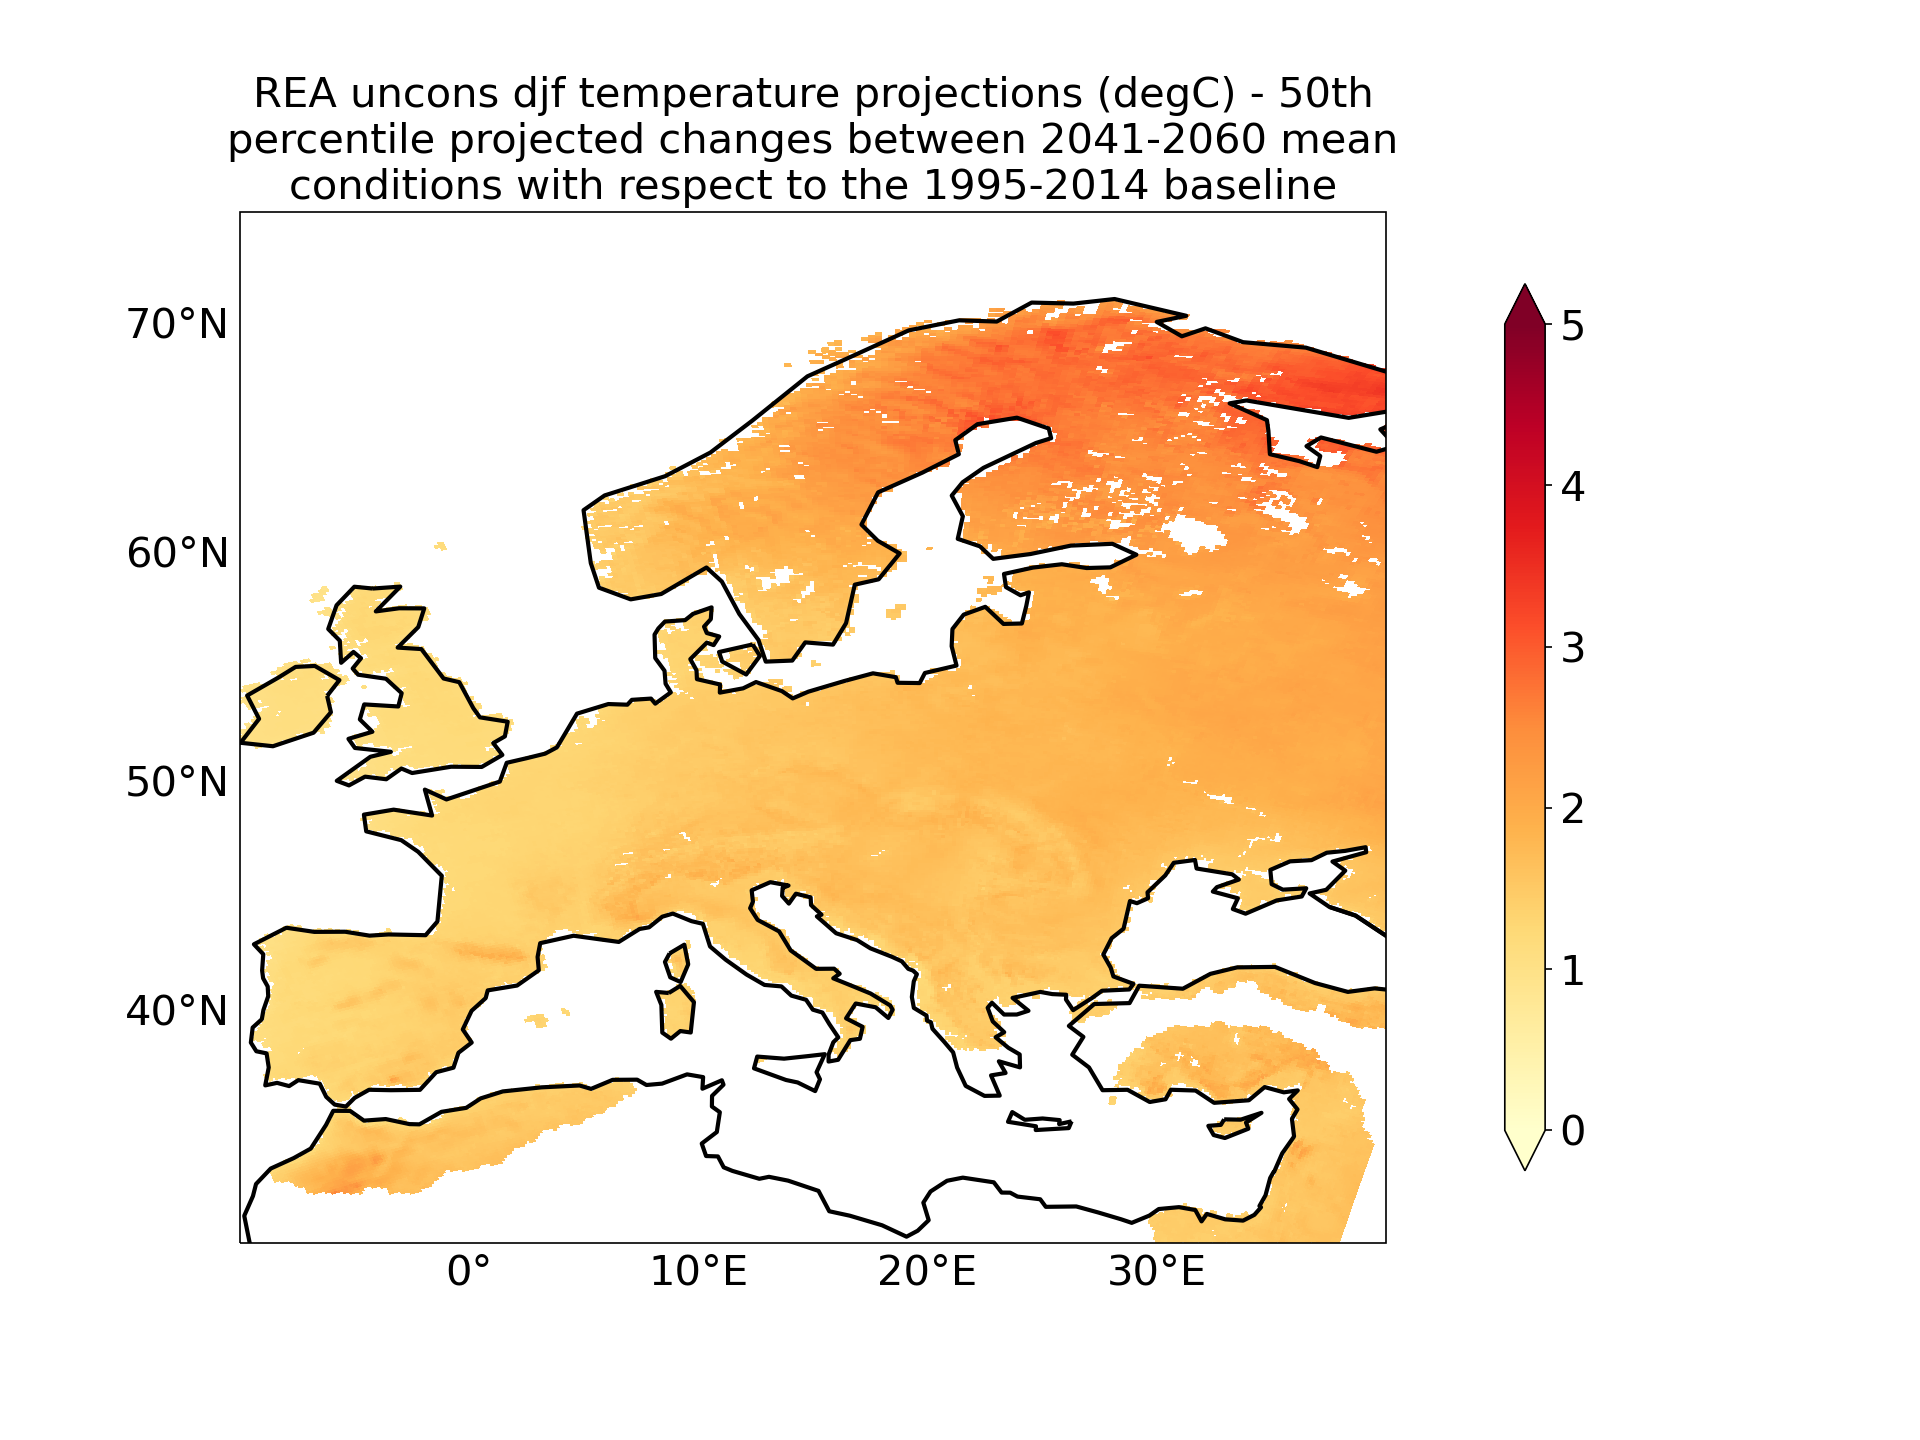 REA uncons djf temperature projections (degC) - 50th
percentile projected changes between 2041-2060 mean
conditions with respect to the 1995-2014 baseline
70°N
60°N
50°N
40°N
0°
10°E
20°E
30°E
5
4
3
2
1
0